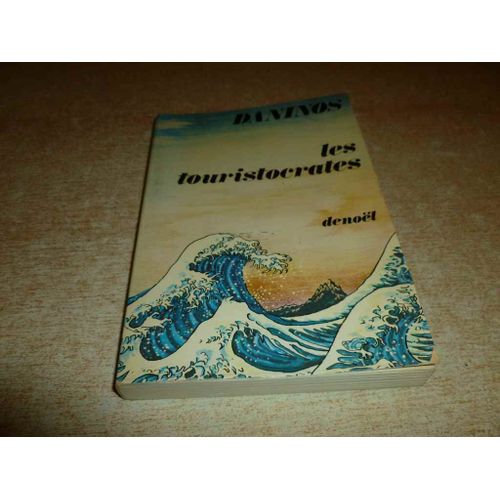 DANINOS
les
touristocrates
denoël